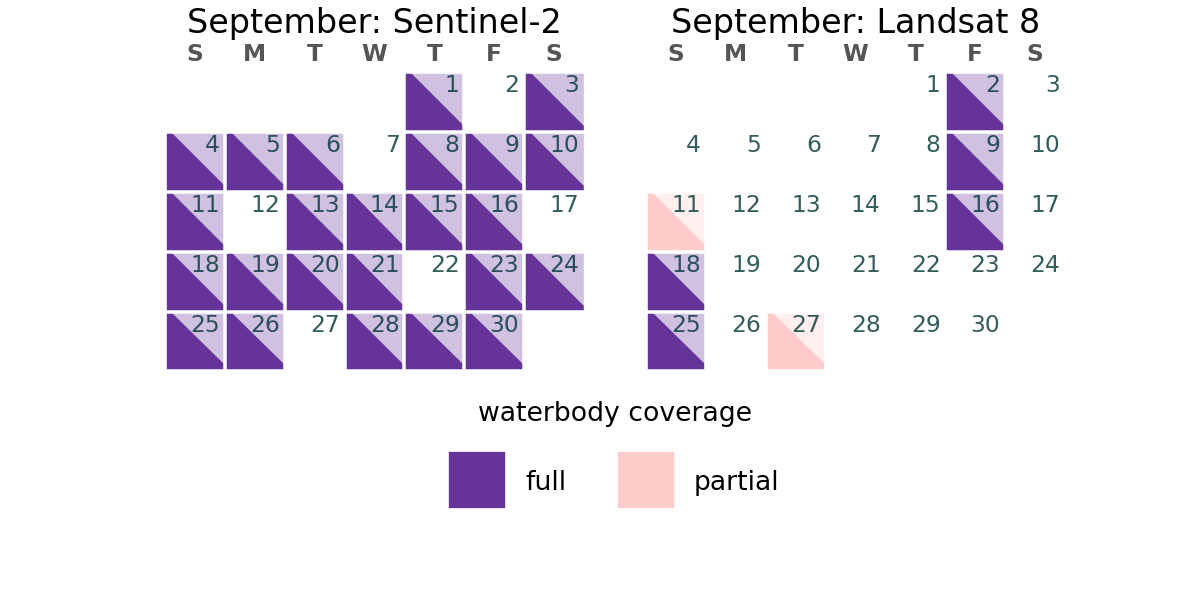 September: Sentinel-2
S M T W T F S
1 2 3
4 5 6 7 8 9 10
11 12 13 14 15 16 17
18 19 20 21 22 23 24
25 26 27 28 29 30
September: Landsat 8
S M T W T F S
1 2 3
4 5 6 7 8 9 10
11 12 13 14 15 16 17
18 19 20 21 22 23 24
25 26 27 28 29 30
waterbody coverage
full
partial